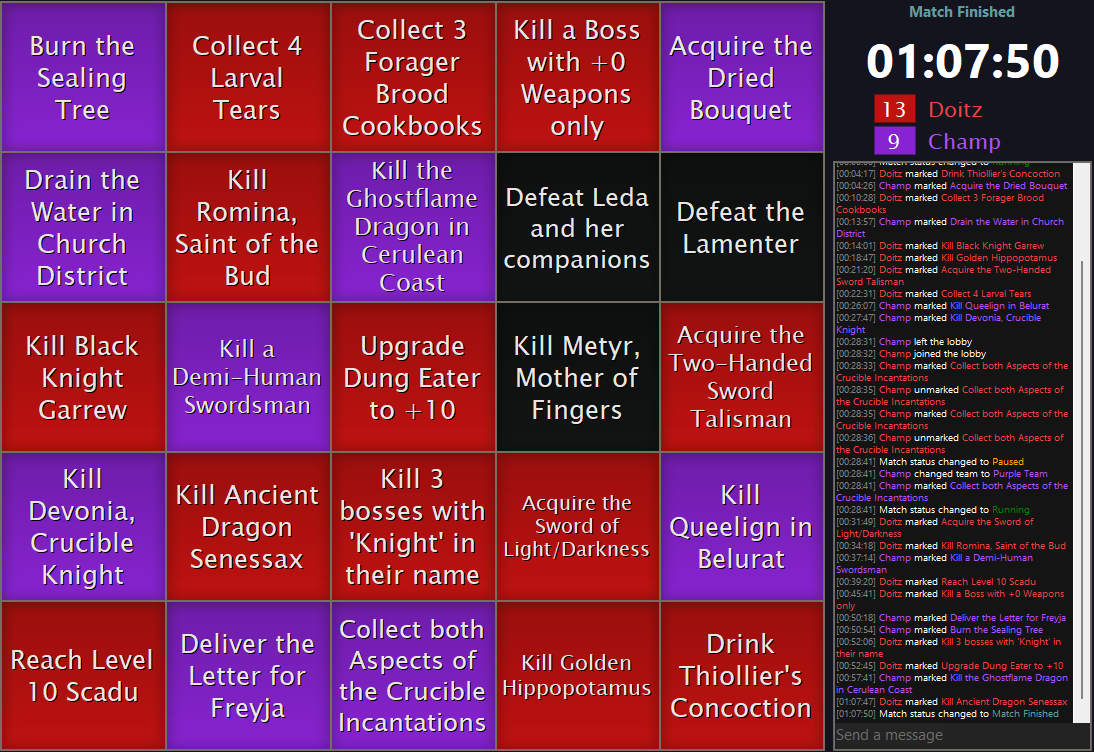 Burn the
Sealing
Tree
Collect 4
Larval
Tears
Collect 3
Forager
Brood
Cookbooks
Kill a Boss
with +0
Weapons
only
Acquire the
Dried
Bouquet
Drain the
Water in
Church
District
Kill
Romina,
Saint of the
Bud
Kill the
Ghostflame
Dragon in
Cerulean
Coast
Defeat Leda
and her
companions
Defeat the
Lamenter
Kill Black
Knight
Garrew
Kill a
Demi-Human
Swordsman
Upgrade
Dung Eater
to +10
Kill Metyr,
Mother of
Fingers
Acquire the
Two-Handed
Sword
Talisman
Kill
Devonia,
Crucible
Knight
Kill Ancient
Dragon
Senessax
Kill 3
bosses with
'Knight' in
their name
Acquire the
Sword of
Light/Darkness
Kill
Queelign in
Belurat
Reach Level
10 Scadu
Deliver the
Letter for
Freyja
Collect both
Aspects of
the Crucible
Incantations
Kill Golden
Hippopotamus
Drink
Thiollier's
Concoction
Match Finished
01:07:50
13 Doitz
9 Champ
Match status changed to Running
[00:04:17] Doitz marked Drink Thiollier's Concoction
[00:04:26] Champ marked Acquire the Dried Bouquet
[00:10:28] Doitz marked Collect 3 Forager Brood
Cookbooks
[00:13:57] Champ marked Drain the Water in Church
District
[00:14:01] Doitz marked Kill Black Knight Garrew
[00:18:47] Doitz marked Kill Golden Hippopotamus
[00:21:20] Doitz marked Acquire the Two-Handed
Sword Talisman
[00:22:31] Doitz marked Collect 4 Larval Tears
[00:26:07] Champ marked Kill Queelign in Belurat
[00:27:47] Champ marked Kill Devonia, Crucible
Knight
[00:28:31] Champ left the lobby
[00:28:32] Champ joined the lobby
[00:28:33] Champ marked Collect both Aspects of the
Crucible Incantations
[00:28:35] Champ unmarked Collect both Aspects of
the Crucible Incantations
[00:28:35] Champ marked Collect both Aspects of the
Crucible Incantations
[00:28:36] Champ unmarked Collect both Aspects of
the Crucible Incantations
[00:28:41] Match status changed to Paused
[00:28:41] Champ changed team to Purple Team
[00:28:41] Champ marked Collect both Aspects of the
Crucible Incantations
[00:28:41] Match status changed to Running
[00:31:49] Doitz marked Acquire the Sword of
Light/Darkness
[00:34:18] Doitz marked Kill Romina, Saint of the Bud
[00:37:14] Champ marked Kill a Demi-Human
Swordsman
[00:39:20] Doitz marked Reach Level 10 Scadu
[00:45:41] Doitz marked Kill a Boss with +0 Weapons
only
[00:50:18] Champ marked Deliver the Letter for Freyja
[00:50:54] Champ marked Burn the Sealing Tree
[00:52:06] Doitz marked Kill 3 bosses with 'Knight' in
their name
[00:52:45] Doitz marked Upgrade Dung Eater to +10
[00:57:41] Champ marked Kill the Ghostflame Dragon
in Cerulean Coast
[01:07:47] Doitz marked Kill Ancient Dragon Senessax
[01:07:50] Match status changed to Match Finished
Send a message